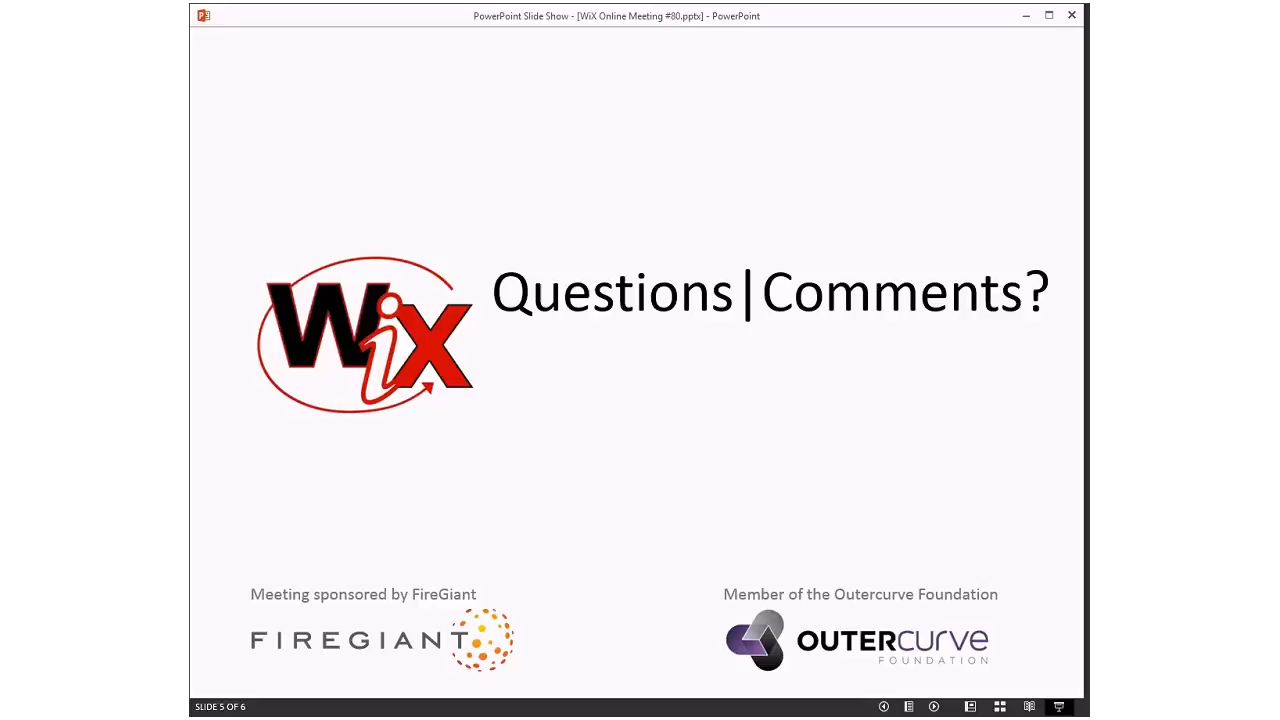 PowerPoint Slide Show - [WiX Online Meeting #80.pptx] - PowerPoint
WiX
Questions|Comments?
Meeting sponsored by FireGiant
FIREGIANT
Member of the Outercurve Foundation
OUTERCURVE
FOUNDATION
SLIDE 5 OF 6